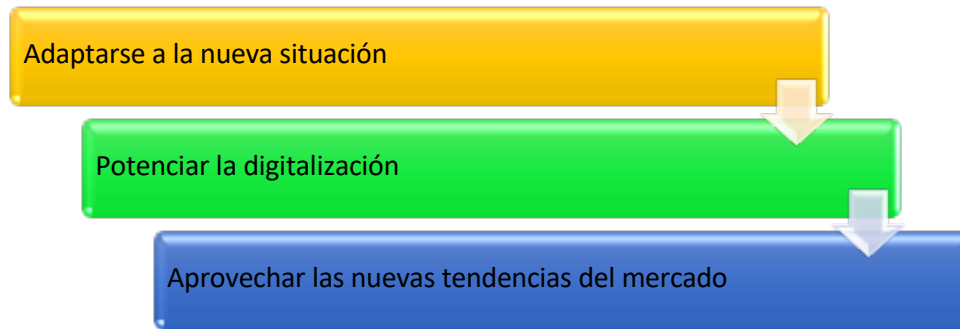 Adaptarse a la nueva situación
Potenciar la digitalización
Aprovechar las nuevas tendencias del mercado